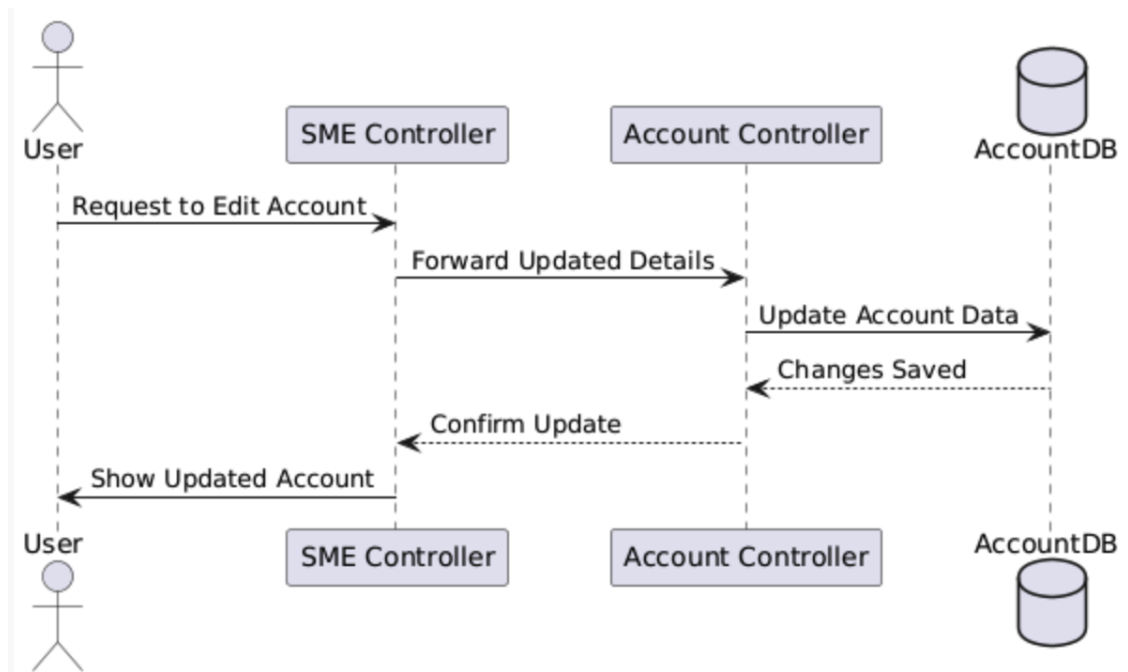 User
SME Controller
Account Controller
AccountDB
Request to Edit Account
Forward Updated Details
Update Account Data
Changes Saved
Confirm Update
Show Updated Account
User
SME Controller
Account Controller
AccountDB